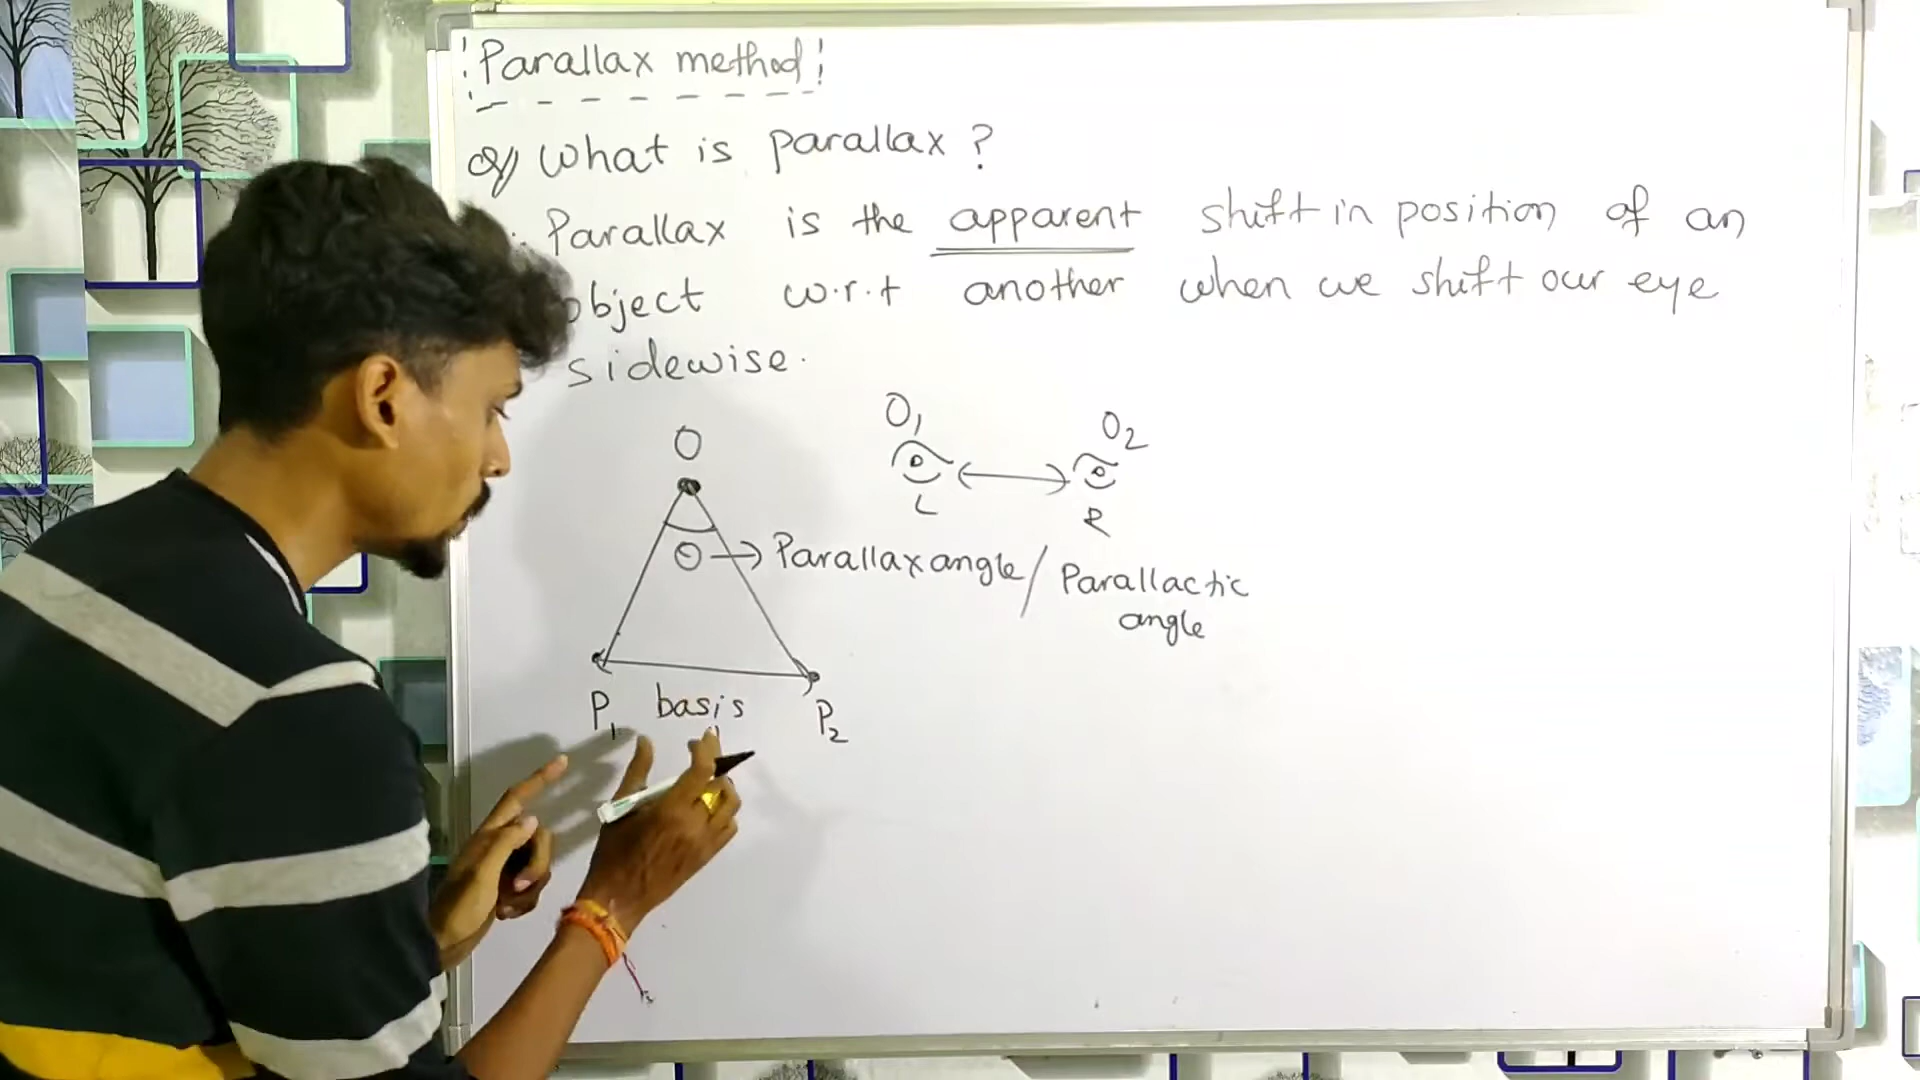 Parallax method
Q) What is parallax?
Parallax is the apparent shift in position of an
object w.r.t another when we shift our eye
sidewise.
O
O1
O2
L
R
θ → Parallax angle / Parallactic
angle
P1 basis P2